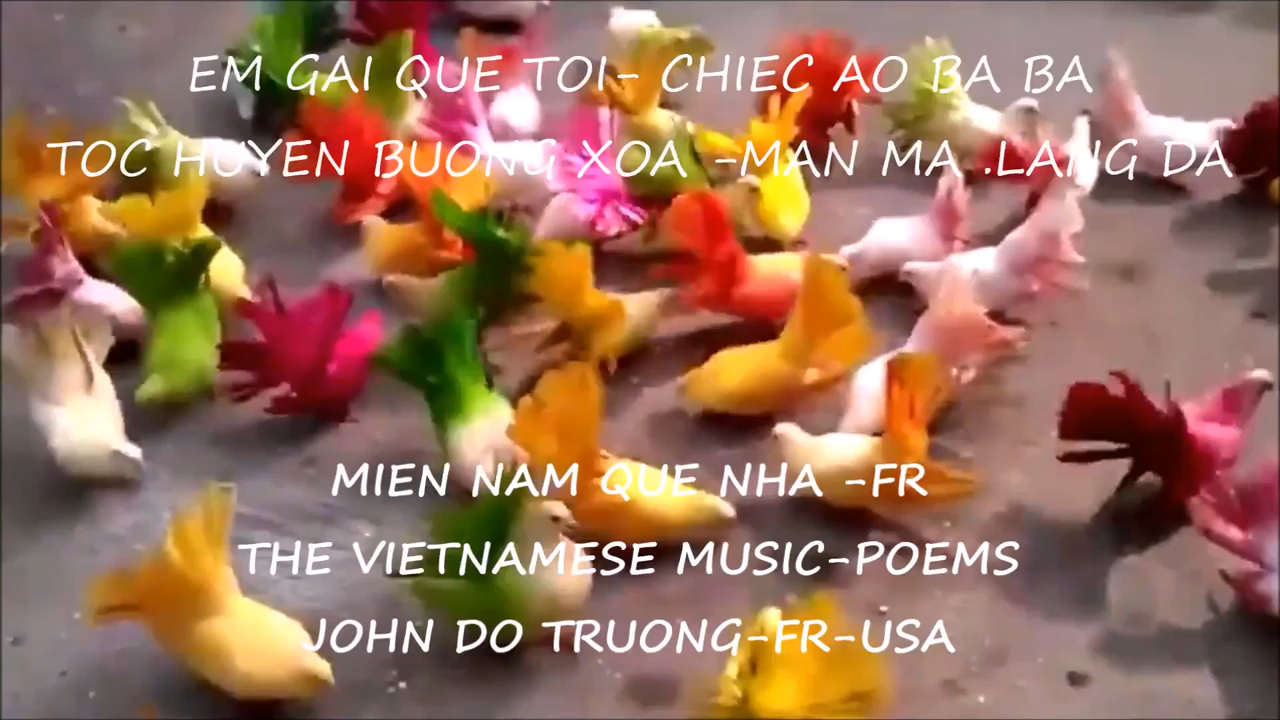 EM GAI QUE TOI- CHIEC AO BA BA
TOC HUYEN BUONG XOA -MAN MA .LANG DA
MIEN NAM QUE NHA -FR
THE VIETNAMESE MUSIC-POEMS
JOHN DO TRUONG-FR-USA